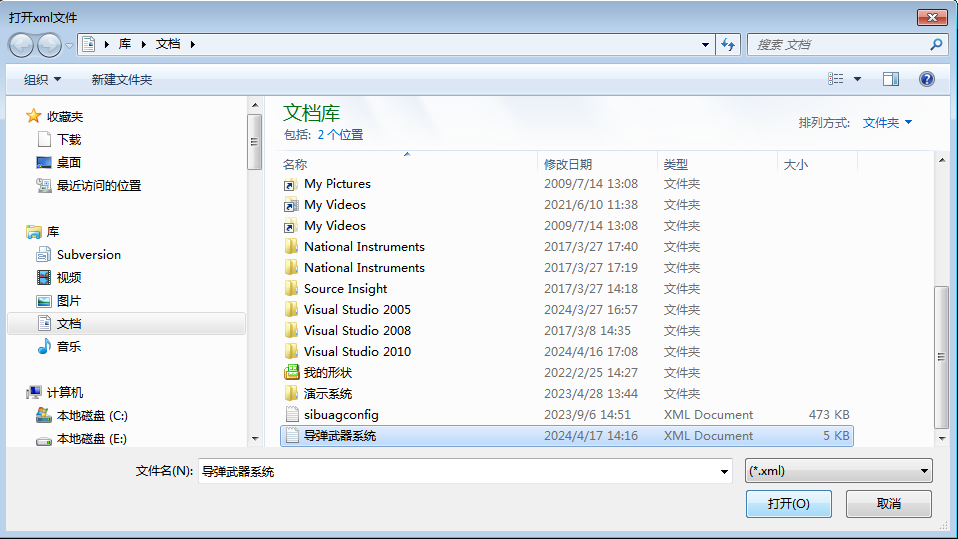 打开xml文件
库 文档
搜索 文档
组织 新建文件夹
收藏夹
下载
桌面
最近访问的位置
库
Subversion
视频
图片
文档
音乐
计算机
本地磁盘 (C:)
本地磁盘 (E:)
文档库
包括: 2 个位置
排列方式: 文件夹
名称 修改日期 类型 大小
My Pictures 2009/7/14 13:08 文件夹
My Videos 2021/6/10 11:38 文件夹
My Videos 2009/7/14 13:08 文件夹
National Instruments 2017/3/27 17:40 文件夹
National Instruments 2017/3/27 17:19 文件夹
Source Insight 2017/3/27 14:18 文件夹
Visual Studio 2005 2024/3/27 16:57 文件夹
Visual Studio 2008 2017/3/8 14:35 文件夹
Visual Studio 2010 2024/4/16 17:08 文件夹
我的形状 2022/2/25 14:27 文件夹
演示系统 2023/4/28 13:44 文件夹
sibuagconfig 2023/9/6 14:51 XML Document 473 KB
导弹武器系统 2024/4/17 14:16 XML Document 5 KB
文件名(N): 导弹武器系统 (*.xml)
打开(O) 取消